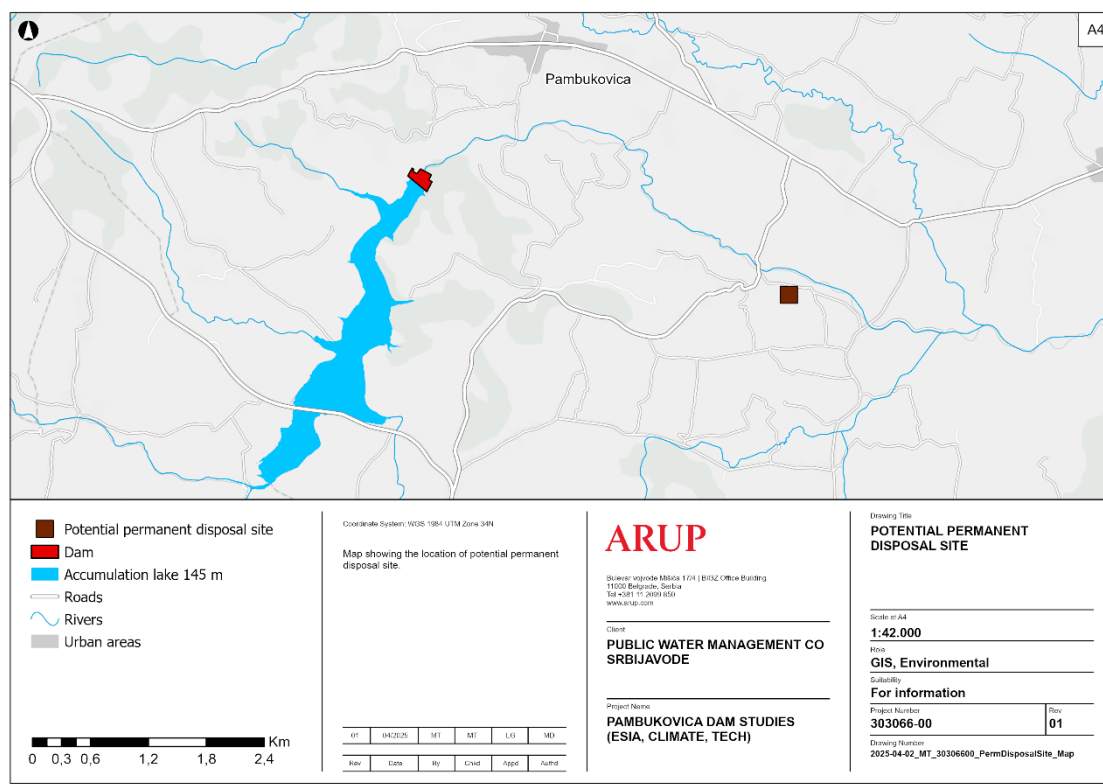 A4
Pambukovica
Potential permanent disposal site
Dam
Accumulation lake 145 m
Roads
Rivers
Urban areas
Km
0 0,3 0,6 1,2 1,8 2,4
Coordinate System: WGS 1984 UTM Zone 34N
Map showing the location of potential permanent
disposal site.
01 04/2025 MT MT LG MD
Rev Date By Chkd Appd Authd
ARUP
Bulevar vojvode Mišića 17/4 | BIGZ Office Building
11000 Belgrade, Serbia
Tel +381 11 2099 850
www.arup.com
Client
PUBLIC WATER MANAGEMENT CO
SRBIJAVODE
Project Name
PAMBUKOVICA DAM STUDIES
(ESIA, CLIMATE, TECH)
Drawing Title
POTENTIAL PERMANENT
DISPOSAL SITE
Scale at A4
1:42.000
Role
GIS, Environmental
Suitability
For information
Project Number Rev
303066-00 01
Drawing Number
2025-04-02_MT_30306600_PermDisposalSite_Map